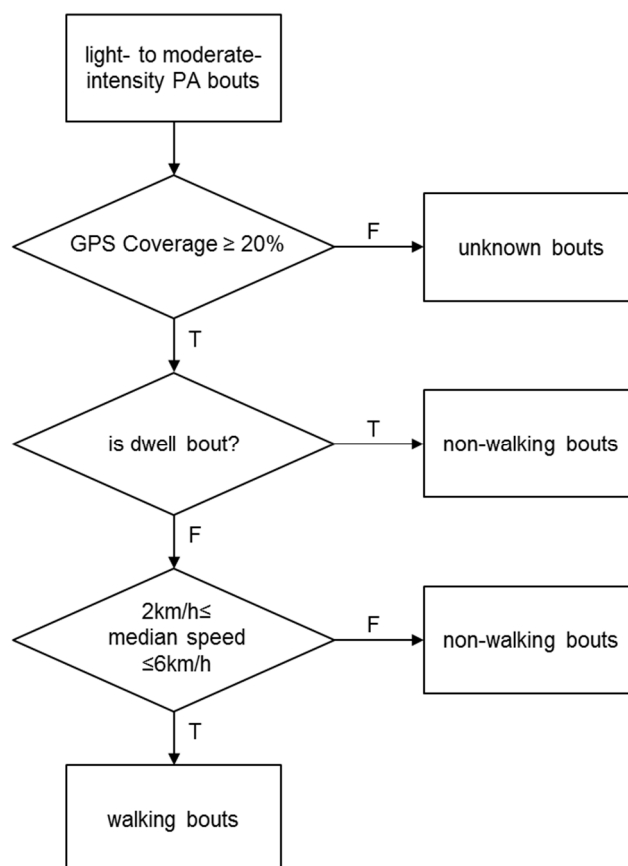 light- to moderate-
intensity PA bouts
GPS Coverage ≥ 20%
F
unknown bouts
T
is dwell bout?
T
non-walking bouts
F
2km/h≤
median speed
≤6km/h
F
non-walking bouts
T
walking bouts